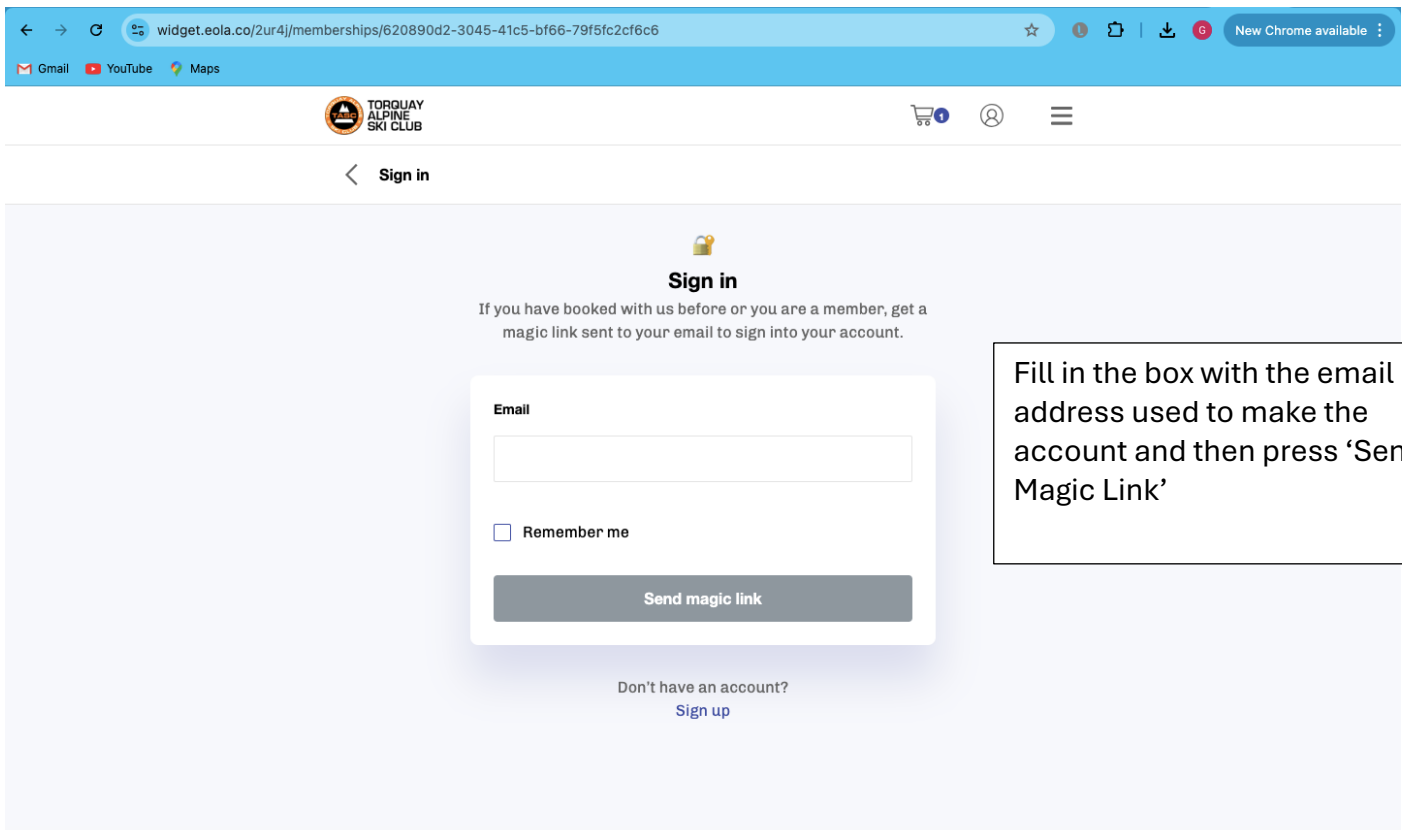 widget.eola.co/2ur4j/memberships/620890d2-3045-41c5-bf66-79f5fc2cf6c6
G
New Chrome available
Gmail
YouTube
Maps
TASC
TORQUAY
ALPINE
SKI CLUB
1
Sign in
Sign in
If you have booked with us before or you are a member, get a
magic link sent to your email to sign into your account.
Email
Remember me
Send magic link
Don't have an account?
Sign up
Fill in the box with the email
address used to make the
account and then press ‘Sen
Magic Link’